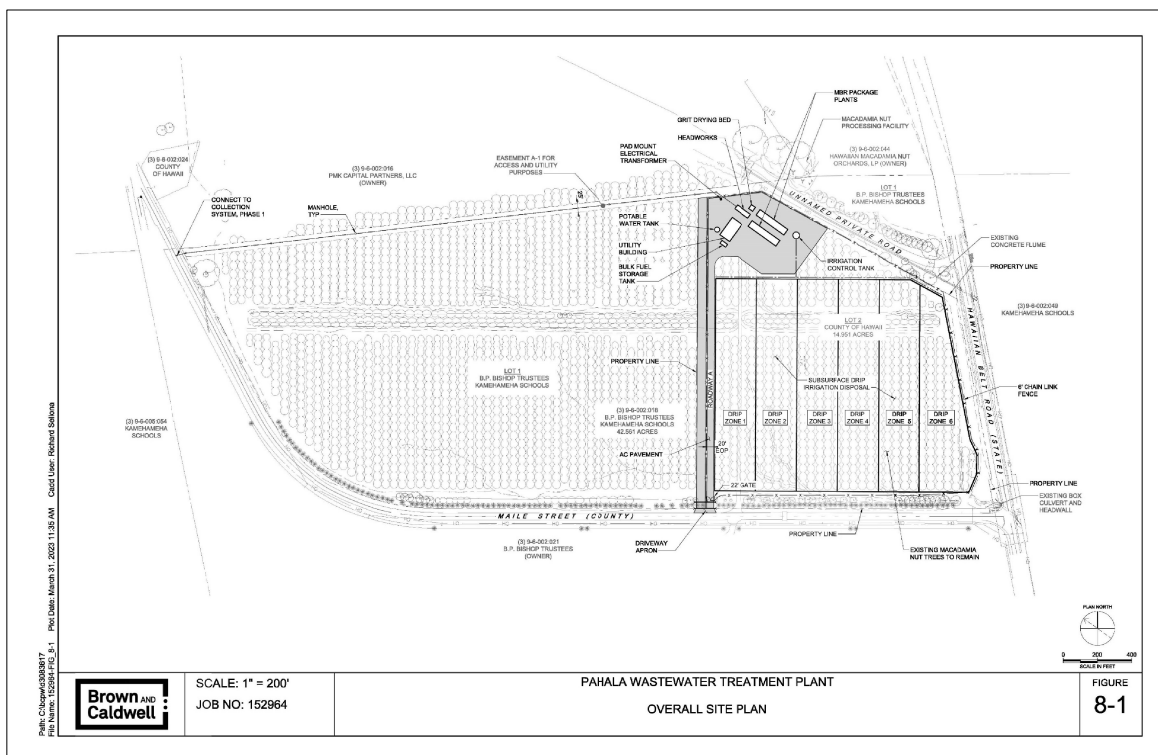 MBR PACKAGE
PLANTS
GRIT DRYING BED
HEADWORKS
MACADAMIA NUT
PROCESSING FACILITY
PAD MOUNT
ELECTRICAL
TRANSFORMER
(3) 9-6-002:044
HAWAIIAN MACADAMIA NUT
ORCHARDS, LP (OWNER)
(3) 9-6-002:024
COUNTY
OF HAWAII
(3) 9-6-002:016
PMK CAPITAL PARTNERS, LLC
(OWNER)
EASEMENT A-1 FOR
ACCESS AND UTILITY
PURPOSES
LOT 1
B.P. BISHOP TRUSTEES
KAMEHAMEHA SCHOOLS
CONNECT TO
COLLECTION
SYSTEM, PHASE 1
MANHOLE,
TYP
25'
UNNAMED PRIVATE ROAD
POTABLE
WATER TANK
UTILITY
BUILDING
BULK FUEL
STORAGE
TANK
IRRIGATION
CONTROL TANK
EXISTING
CONCRETE FLUME
PROPERTY LINE
(3) 9-6-002:049
KAMEHAMEHA SCHOOLS
HAWAIIAN BELT ROAD (STATE)
LOT 2
COUNTY OF HAWAII
14.951 ACRES
PROPERTY LINE
LOT 1
B.P. BISHOP TRUSTEES
KAMEHAMEHA SCHOOLS
ROADWAY A
SUBSURFACE DRIP
IRRIGATION DISPOSAL
6' CHAIN LINK
FENCE
(3) 9-6-005:054
KAMEHAMEHA
SCHOOLS
(3) 9-6-002:018
B.P. BISHOP TRUSTEES
KAMEHAMEHA SCHOOLS
42.551 ACRES
DRIP
ZONE 1
DRIP
ZONE 2
DRIP
ZONE 3
DRIP
ZONE 4
DRIP
ZONE 5
DRIP
ZONE 6
20'
EOP
AC PAVEMENT
22' GATE
PROPERTY LINE
EXISTING BOX
CULVERT AND
HEADWALL
MAILE STREET (COUNTY)
(3) 9-6-002:021
B.P. BISHOP TRUSTEES
(OWNER)
DRIVEWAY
APRON
PROPERTY LINE
EXISTING MACADAMIA
NUT TREES TO REMAIN
PLAN NORTH
0 200 400
SCALE IN FEET
Path: C:\bcpw\d3083617
File Name: 152984-FIG_8-1 Plot Date: March 31, 2023 11:35 AM Cadd User: Richard Sellona
Brown AND
Caldwell
SCALE: 1" = 200'
JOB NO: 152964
PAHALA WASTEWATER TREATMENT PLANT
OVERALL SITE PLAN
FIGURE
8-1